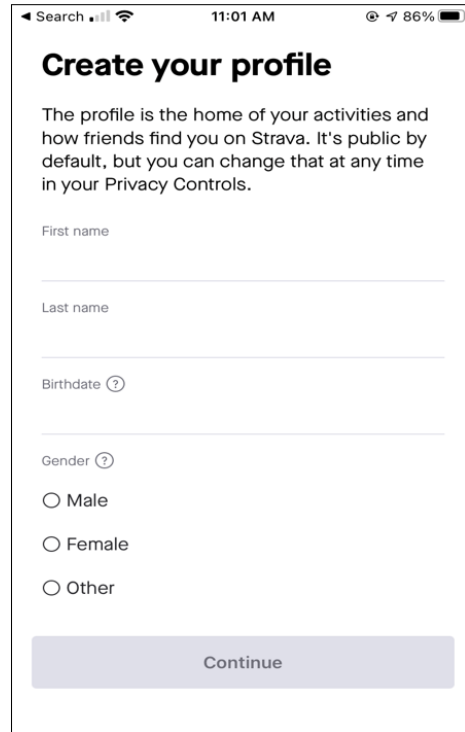 ◀ Search 11:01 AM 86%
Create your profile
The profile is the home of your activities and
how friends find you on Strava. It's public by
default, but you can change that at any time
in your Privacy Controls.
First name
Last name
Birthdate ?
Gender ?
Male
Female
Other
Continue